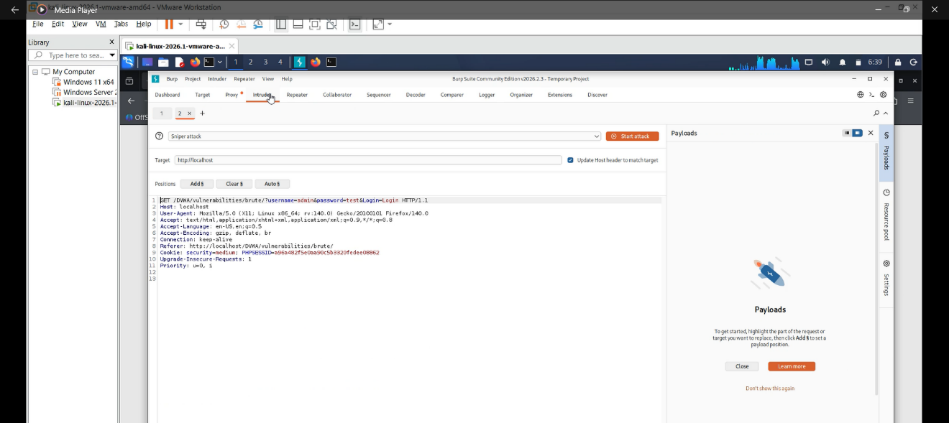 Media Player
kali-linux-2026.1-vmware-amd64 - VMware Workstation
File Edit View VM Tabs Help
Library
kali-linux-2026.1-vmware-a...
Type here to sea...
My Computer
Windows 11 x64
Windows Server 2
kali-linux-2026.1-
1 2 3 4
6:39
Burp Project Intruder Repeater View Help
Burp Suite Community Edition v2026.2.3 - Temporary Project
Dashboard Target Proxy Intruder Repeater Collaborator Sequencer Decoder Comparer Logger Organizer Extensions Discover
1 2 × +
Sniper attack
Start attack
Payloads
Target http://localhost
Update Host header to match target
Positions Add § Clear § Auto §
1 GET /DVWA/vulnerabilities/brute/?username=admin&password=test&Login=Login HTTP/1.1
2 Host: localhost
3 User-Agent: Mozilla/5.0 (X11; Linux x86_64; rv:140.0) Gecko/20100101 Firefox/140.0
4 Accept: text/html,application/xhtml+xml,application/xml;q=0.9,*/*;q=0.8
5 Accept-Language: en-US,en;q=0.5
6 Accept-Encoding: gzip, deflate, br
7 Connection: keep-alive
8 Referer: http://localhost/DVWA/vulnerabilities/brute/
9 Cookie: security=medium;
10 Upgrade-Insecure-Requests: 1
11 Priority: u=0, i
12
13
Payloads
To get started, highlight the part of the request or
target you want to replace, then click Add § to set a
payload position.
Close Learn more
Don't show this again
Payloads
Resource pool
Settings